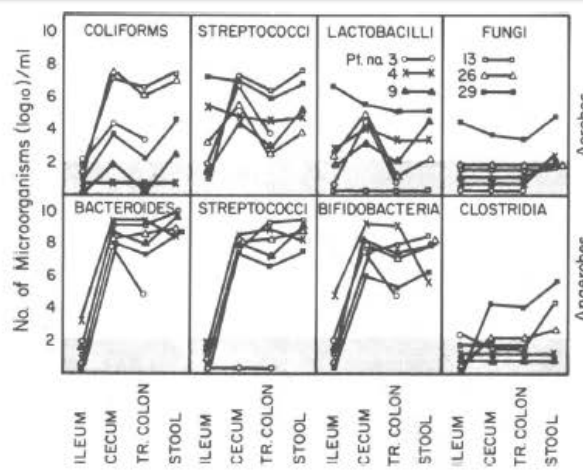 10
8
6
4
2
10
8
6
4
2
No. of Microorganisms (log10)/ml
COLIFORMS
STREPTOCOCCI
LACTOBACILLI
FUNGI
Pt. no. 3
4
9
13
26
29
Aerobes
BACTEROIDES
STREPTOCOCCI
BIFIDOBACTERIA
CLOSTRIDIA
Anaerobes
ILEUM
CECUM
TR. COLON
STOOL
ILEUM
CECUM
TR. COLON
STOOL
ILEUM
CECUM
TR. COLON
STOOL
ILEUM
CECUM
TR. COLON
STOOL